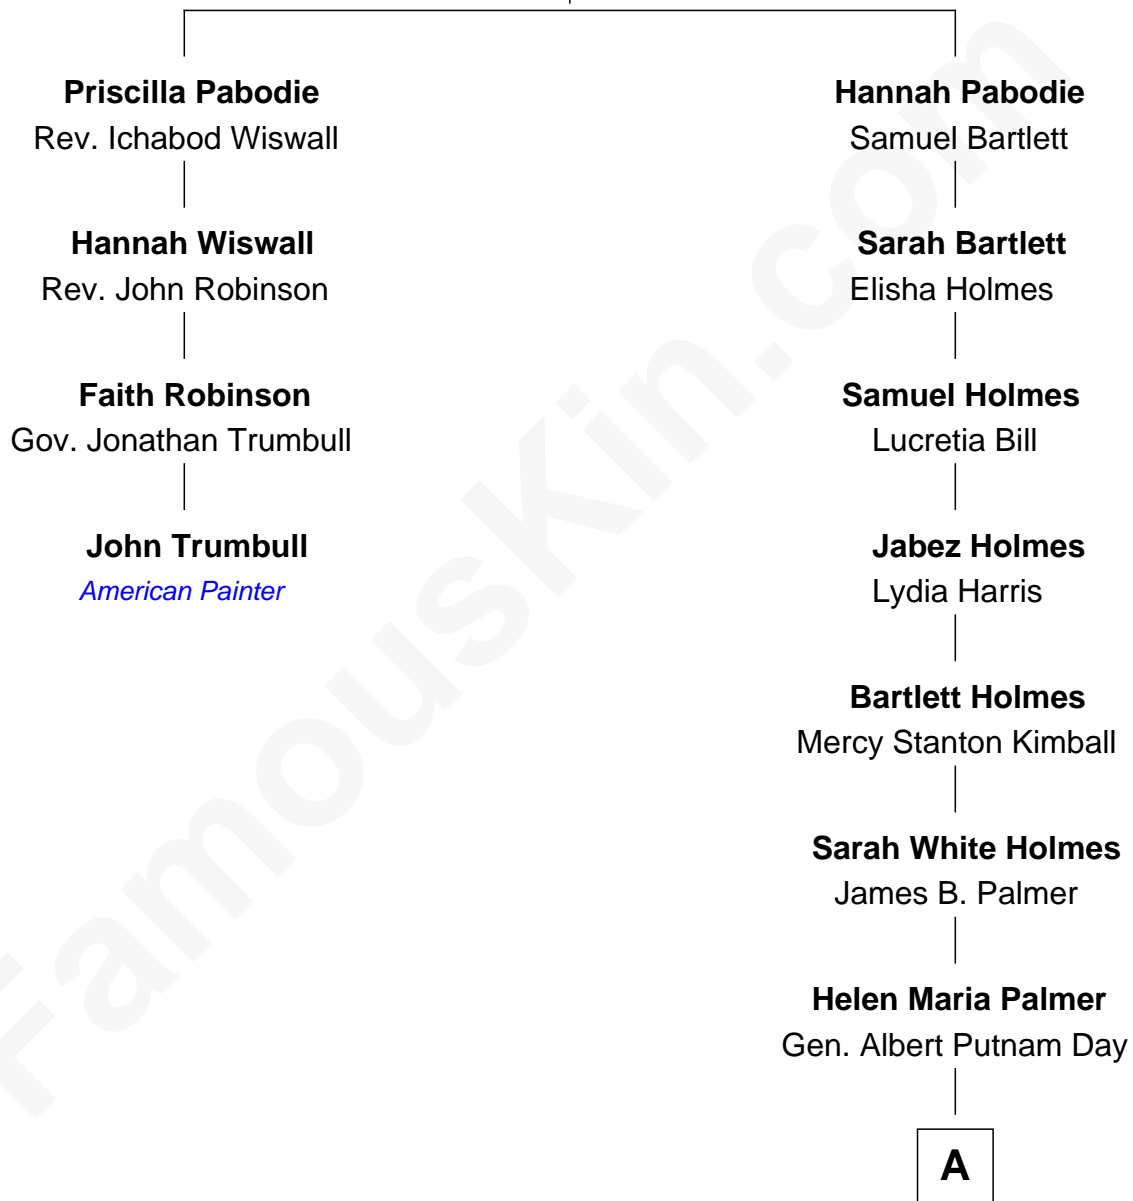 Priscilla Pabodie
Rev. Ichabod Wiswall
Hannah Wiswall
Rev. John Robinson
Faith Robinson
Gov. Jonathan Trumbull
John Trumbull
American Painter
Hannah Pabodie
Samuel Bartlett
Sarah Bartlett
Elisha Holmes
Samuel Holmes
Lucretia Bill
Jabez Holmes
Lydia Harris
Bartlett Holmes
Mercy Stanton Kimball
Sarah White Holmes
James B. Palmer
Helen Maria Palmer
Gen. Albert Putnam Day
A
FamousKin.com